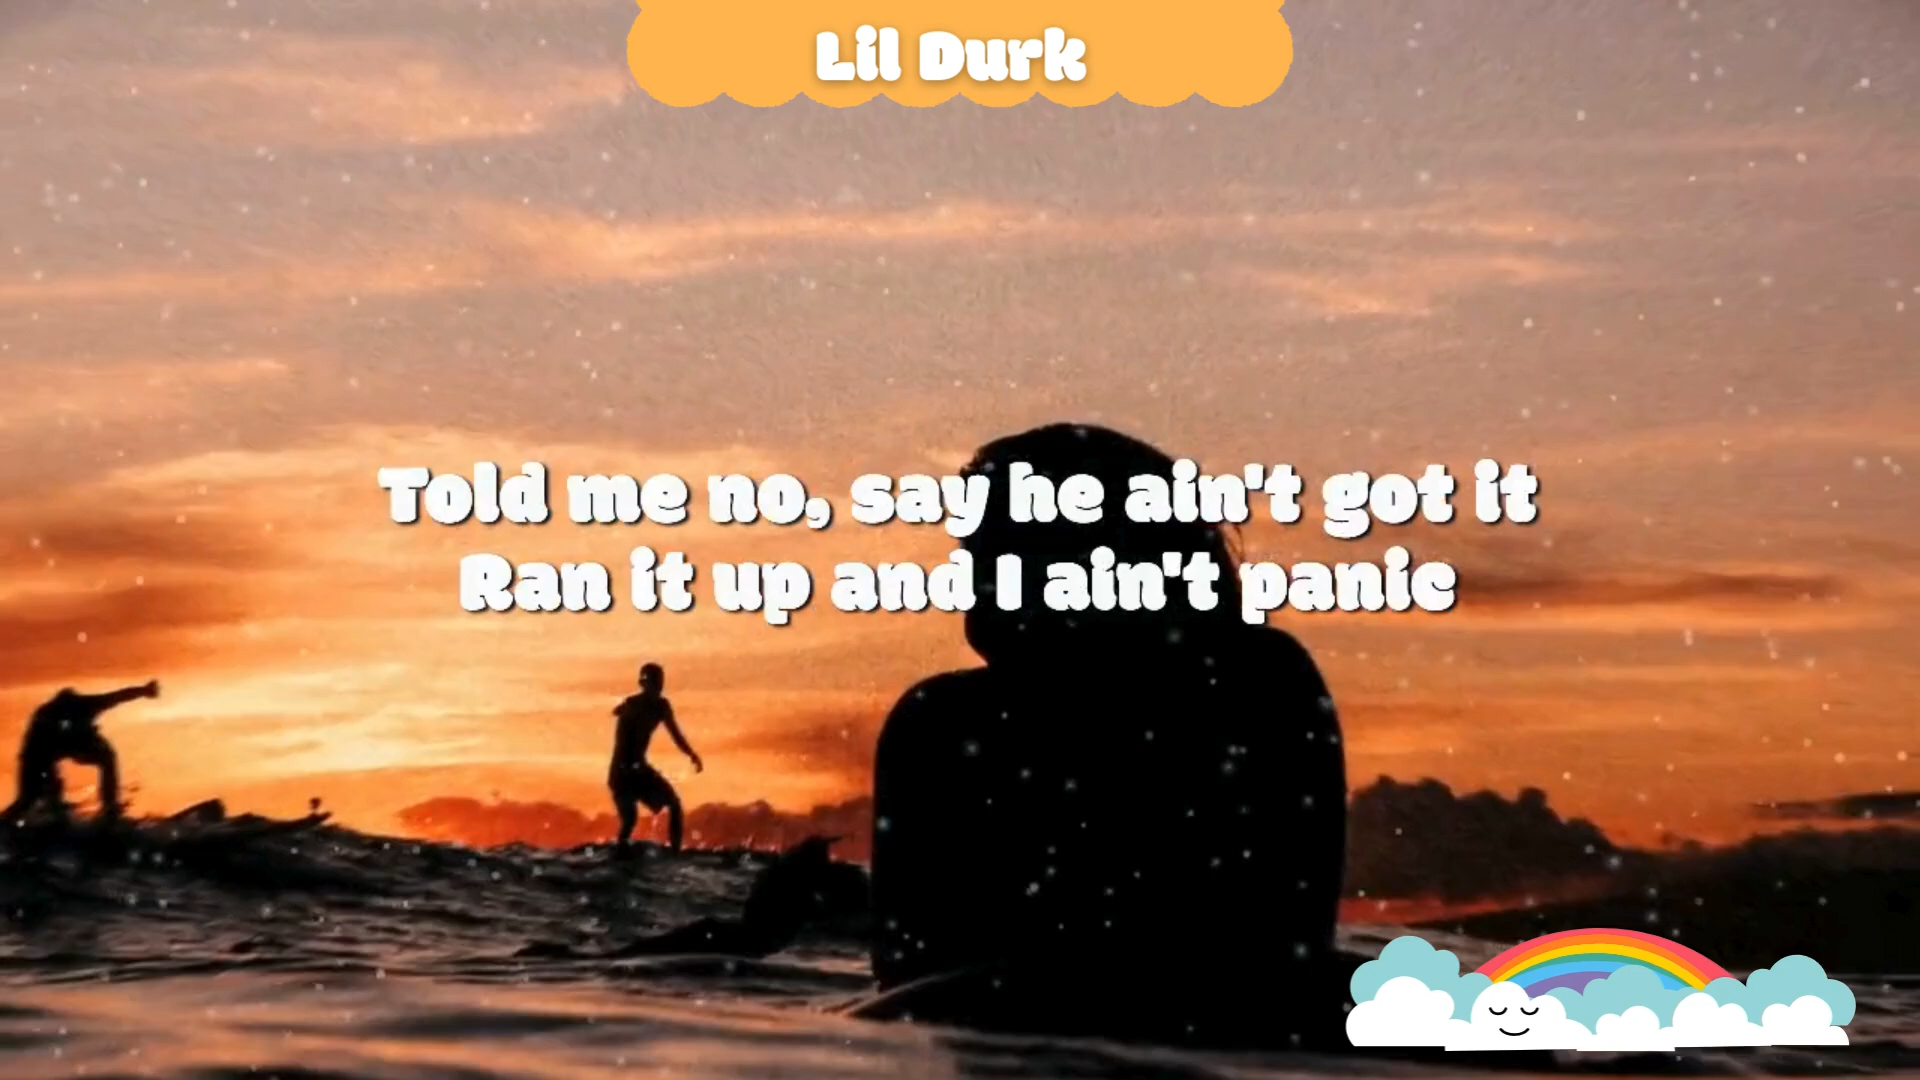 Lil Durk
Told me no, say he ain't got it
Ran it up and I ain't panic